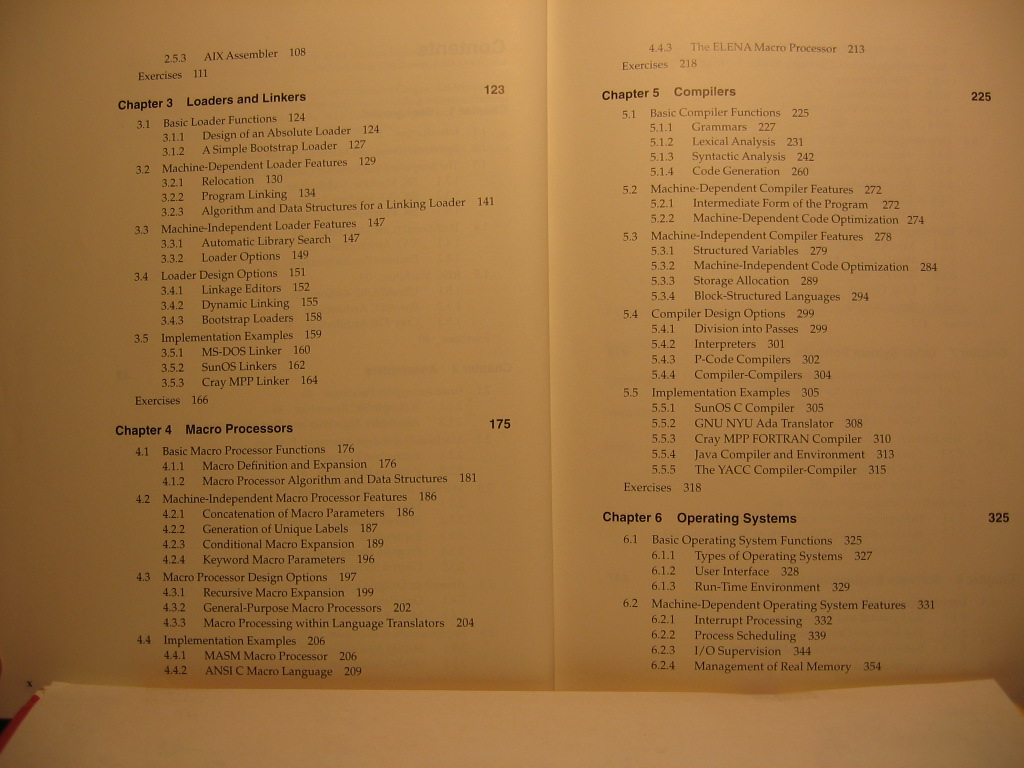 2.5.3 AIX Assembler 108
Exercises 111
Chapter 3 Loaders and Linkers 123
3.1 Basic Loader Functions 124
3.1.1 Design of an Absolute Loader 124
3.1.2 A Simple Bootstrap Loader 127
3.2 Machine-Dependent Loader Features 129
3.2.1 Relocation 130
3.2.2 Program Linking 134
3.2.3 Algorithm and Data Structures for a Linking Loader 141
3.3 Machine-Independent Loader Features 147
3.3.1 Automatic Library Search 147
3.3.2 Loader Options 149
3.4 Loader Design Options 151
3.4.1 Linkage Editors 152
3.4.2 Dynamic Linking 155
3.4.3 Bootstrap Loaders 158
3.5 Implementation Examples 159
3.5.1 MS-DOS Linker 160
3.5.2 SunOS Linkers 162
3.5.3 Cray MPP Linker 164
Exercises 166
Chapter 4 Macro Processors 175
4.1 Basic Macro Processor Functions 176
4.1.1 Macro Definition and Expansion 176
4.1.2 Macro Processor Algorithm and Data Structures 181
4.2 Machine-Independent Macro Processor Features 186
4.2.1 Concatenation of Macro Parameters 186
4.2.2 Generation of Unique Labels 187
4.2.3 Conditional Macro Expansion 189
4.2.4 Keyword Macro Parameters 196
4.3 Macro Processor Design Options 197
4.3.1 Recursive Macro Expansion 199
4.3.2 General-Purpose Macro Processors 202
4.3.3 Macro Processing within Language Translators 204
4.4 Implementation Examples 206
4.4.1 MASM Macro Processor 206
4.4.2 ANSI C Macro Language 209
x
4.4.3 The ELENA Macro Processor 213
Exercises 218
Chapter 5 Compilers 225
5.1 Basic Compiler Functions 225
5.1.1 Grammars 227
5.1.2 Lexical Analysis 231
5.1.3 Syntactic Analysis 242
5.1.4 Code Generation 260
5.2 Machine-Dependent Compiler Features 272
5.2.1 Intermediate Form of the Program 272
5.2.2 Machine-Dependent Code Optimization 274
5.3 Machine-Independent Compiler Features 278
5.3.1 Structured Variables 279
5.3.2 Machine-Independent Code Optimization 284
5.3.3 Storage Allocation 289
5.3.4 Block-Structured Languages 294
5.4 Compiler Design Options 299
5.4.1 Division into Passes 299
5.4.2 Interpreters 301
5.4.3 P-Code Compilers 302
5.4.4 Compiler-Compilers 304
5.5 Implementation Examples 305
5.5.1 SunOS C Compiler 305
5.5.2 GNU NYU Ada Translator 308
5.5.3 Cray MPP FORTRAN Compiler 310
5.5.4 Java Compiler and Environment 313
5.5.5 The YACC Compiler-Compiler 315
Exercises 318
Chapter 6 Operating Systems 325
6.1 Basic Operating System Functions 325
6.1.1 Types of Operating Systems 327
6.1.2 User Interface 328
6.1.3 Run-Time Environment 329
6.2 Machine-Dependent Operating System Features 331
6.2.1 Interrupt Processing 332
6.2.2 Process Scheduling 339
6.2.3 I/O Supervision 344
6.2.4 Management of Real Memory 354